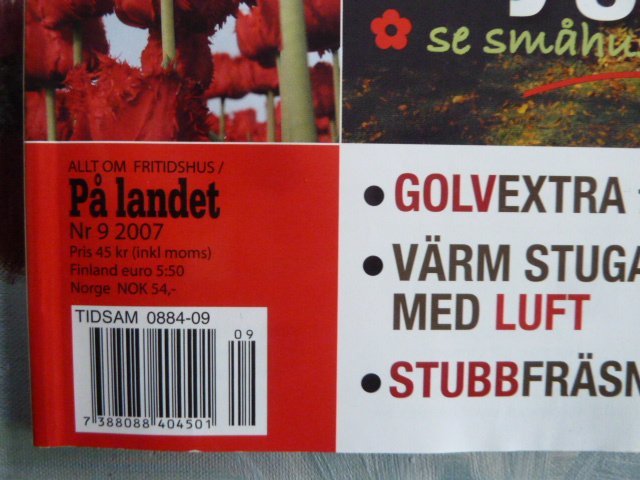 se småhus
ALLT OM FRITIDSHUS /
På landet
Nr 9 2007
Pris 45 kr (inkl moms)
Finland euro 5:50
Norge NOK 54,-
TIDSAM 0884-09
09
7 388088 404501
• GOLVEXTRA
• VÄRM STUGA
MED LUFT
• STUBBFRÄSN